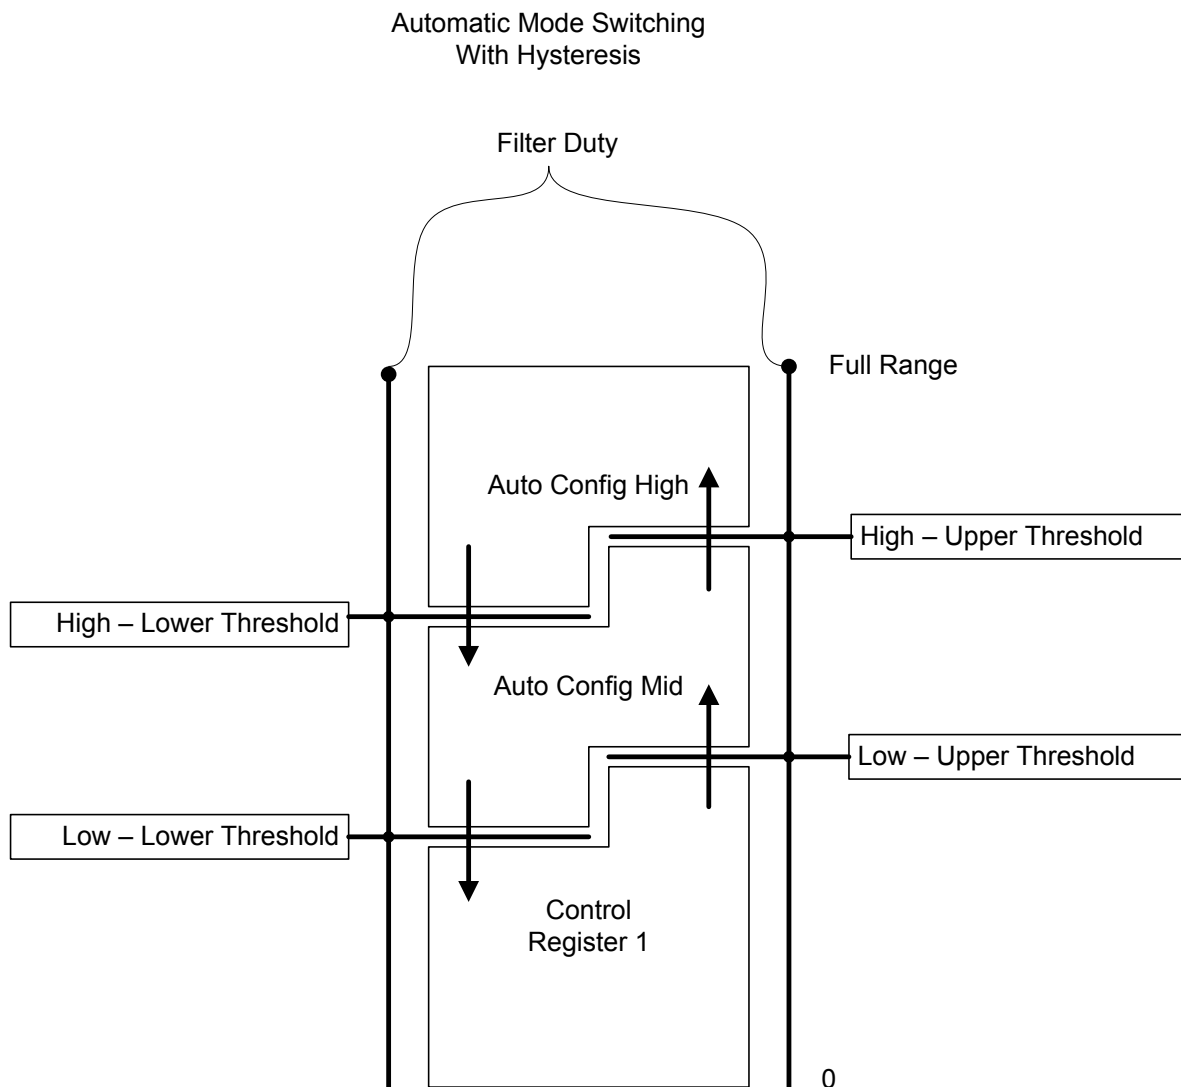 Automatic Mode Switching
With Hysteresis
Filter Duty
Full Range
Auto Config High
High – Upper Threshold
High – Lower Threshold
Auto Config Mid
Low – Upper Threshold
Low – Lower Threshold
Control
Register 1
0